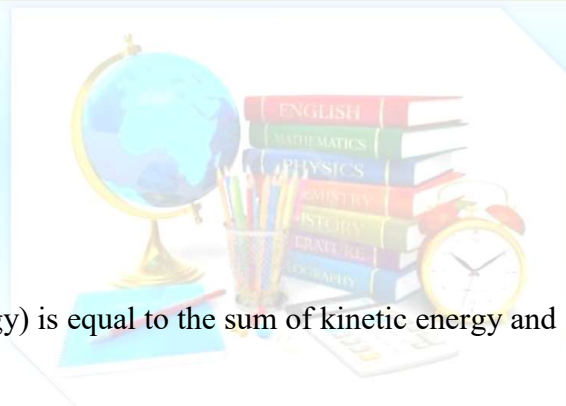 ENGLISH
MATHEMATICS
PHYSICS
HISTORY
gy) is equal to the sum of kinetic energy and